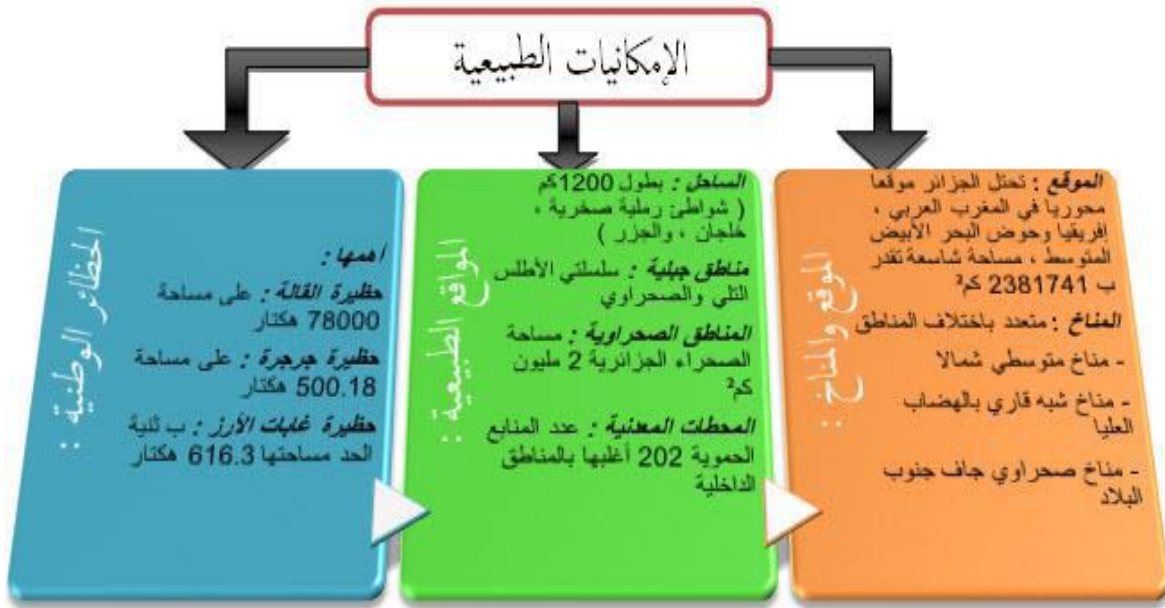 الإمكانيات الطبيعية
الموقع والمناخ :
الموقع : تحتل الجزائر موقعا
محوريا في المغرب العربي ،
افريقيا وحوض البحر الأبيض
المتوسط ، مساحة شاسعة تقدر
ب 2381741 كم²
المناخ : متعدد باختلاف المناطق
- مناخ متوسطي شمالا
- مناخ شبه قاري بالهضاب
العليا
- مناخ صحراوي جاف جنوب
البلاد
المواقع الطبيعية :
الساحل : بطول 1200كم
( شواطئ رملية صخرية ،
خلجان ، والجزر )
مناطق جبلية : سلسلتي الأطلس
التلي والصحراوي
المناطق الصحراوية : مساحة
الصحراء الجزائرية 2 مليون
كم²
المحطات المعدنية : عدد المنابع
الحموية 202 أغلبها بالمناطق
الداخلية
الحظائر الوطنية :
اهمها :
حظيرة القالة : على مساحة
78000 هكتار
حظيرة جرجرة : على مساحة
500.18 هكتار
حظيرة غابات الأرز : ب ثنية
الحد مساحتها 616.3 هكتار